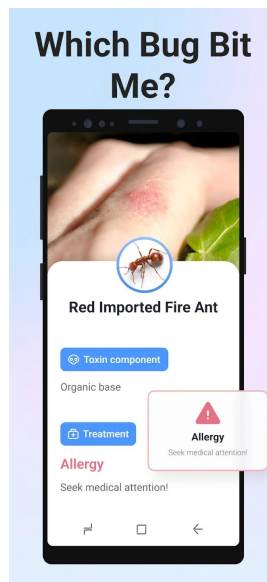 Which Bug Bit
Me?
Red Imported Fire Ant
Toxin component
Organic base
Treatment
Allergy
Seek medical attention!
Allergy
Seek medical attention!